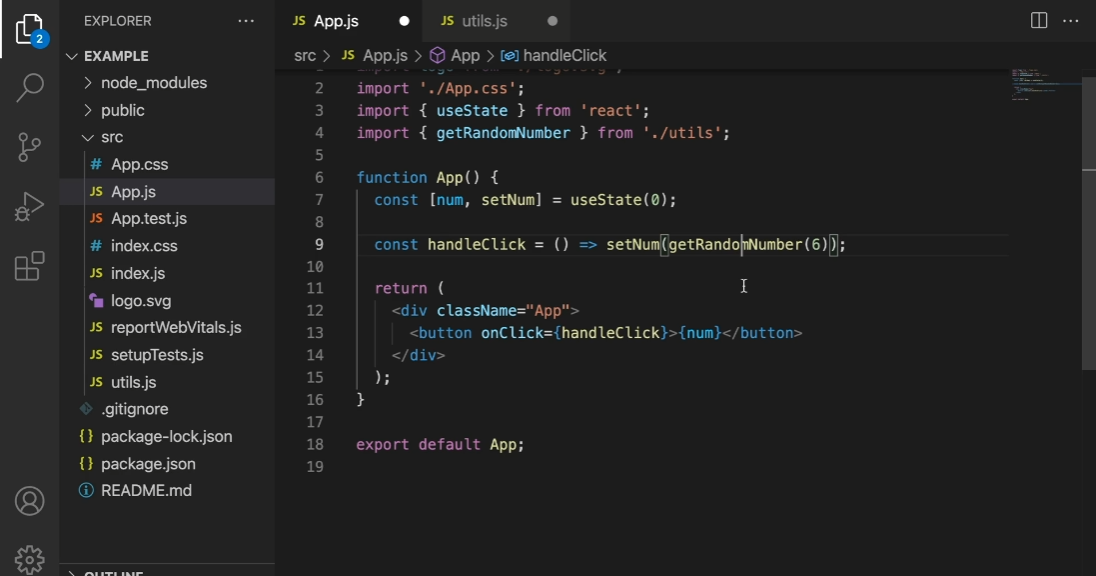 EXPLORER
2
EXAMPLE
node_modules
public
src
# App.css
JS App.js
JS App.test.js
# index.css
JS index.js
logo.svg
JS reportWebVitals.js
JS setupTests.js
JS utils.js
.gitignore
{} package-lock.json
{} package.json
README.md
OUTLINE
JS App.js
JS utils.js
src > JS App.js > App > handleClick
2 import './App.css';
3 import { useState } from 'react';
4 import { getRandomNumber } from './utils';
5
6 function App() {
7 const [num, setNum] = useState(0);
8
9 const handleClick = () => setNum(getRandomNumber(6));
10
11 return (
12 <div className="App">
13 <button onClick={handleClick}>{num}</button>
14 </div>
15 );
16 }
17
18 export default App;
19